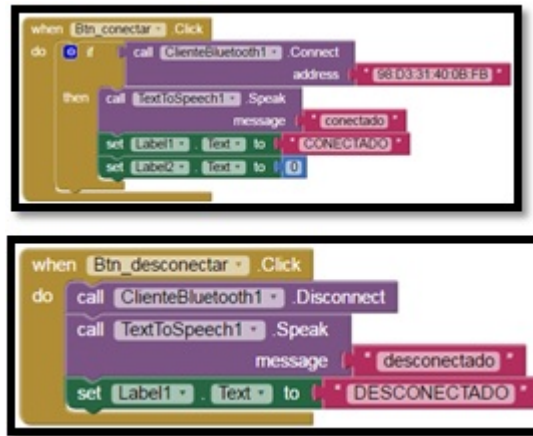 when Btn_conectar .Click
do if call ClienteBluetooth1 .Connect
address " 98:D3:31:40:0B:FB "
then call TextToSpeech1 .Speak
message " conectado "
set Label1 . Text to " CONECTADO "
set Label2 . Text to 0
when Btn_desconectar .Click
do call ClienteBluetooth1 .Disconnect
call TextToSpeech1 .Speak
message " desconectado "
set Label1 . Text to " DESCONECTADO "